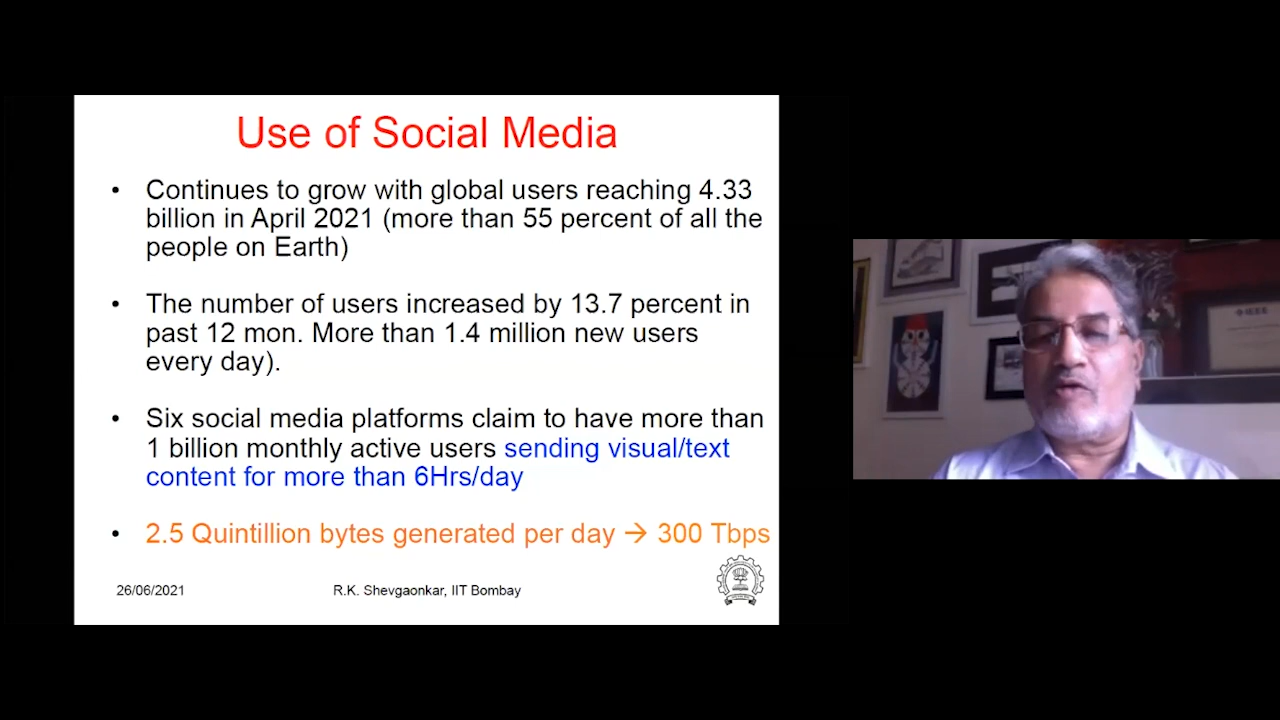 Use of Social Media
• Continues to grow with global users reaching 4.33
billion in April 2021 (more than 55 percent of all the
people on Earth)
• The number of users increased by 13.7 percent in
past 12 mon. More than 1.4 million new users
every day).
• Six social media platforms claim to have more than
1 billion monthly active users sending visual/text
content for more than 6Hrs/day
• 2.5 Quintillion bytes generated per day → 300 Tbps
26/06/2021
R.K. Shevgaonkar, IIT Bombay
IEEE